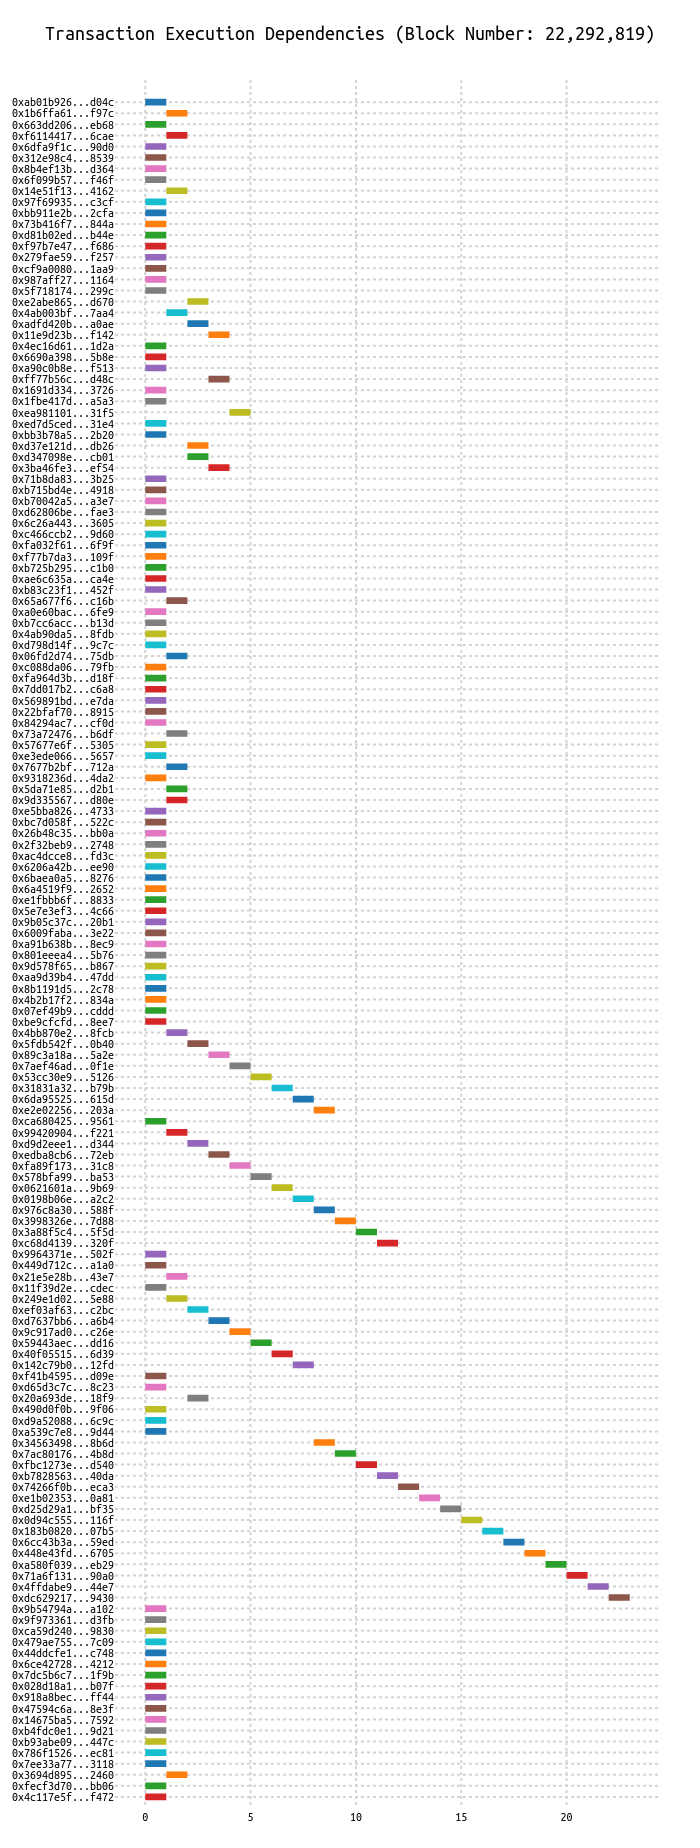 Transaction Execution Dependencies (Block Number: 22,292,819)
0xab01b926...d04c
0x1b6ffa61...f97c
0x663dd206...eb68
0xf6114417...6cae
0x6dfa9f1c...90d0
0x312e98c4...8539
0x8b4ef13b...d364
0x6f099b57...f46f
0x14e51f13...4162
0x97f69935...c3cf
0xbb911e2b...2cfa
0x73b416f7...844a
0xd81b02ed...b44e
0xf97b7e47...f686
0x279fae59...f257
0xcf9a0080...1aa9
0x987aff27...1164
0x5f718174...299c
0xe2abe865...d670
0x4ab003bf...7aa4
0xadfd420b...a0ae
0x11e9d23b...f142
0x4ec16d61...1d2a
0x6690a398...5b8e
0xa90c0b8e...f513
0xff77b56c...d48c
0x1691d334...3726
0x1fbe417d...a5a3
0xea981101...31f5
0xed7d5ced...31e4
0xbb3b78a5...2b20
0xd37e121d...db26
0xd347098e...cb01
0x3ba46fe3...ef54
0x71b8da83...3b25
0xb715bd4e...4918
0xb70042a5...a3e7
0xd62806be...fae3
0x6c26a443...3605
0xc466ccb2...9d60
0xfa032f61...6f9f
0xf77b7da3...109f
0xb725b295...c1b0
0xae6c635a...ca4e
0xb83c23f1...452f
0x65a677f6...c16b
0xa0e60bac...6fe9
0xb7cc6acc...b13d
0x4ab90da5...8fdb
0xd798d14f...9c7c
0x06fd2d74...75db
0xc088da06...79fb
0xfa964d3b...d18f
0x7dd017b2...c6a8
0x569891bd...e7da
0x22bfaf70...8915
0x84294ac7...cf0d
0x73a72476...b6df
0x57677e6f...5305
0xe3ede066...5657
0x7677b2bf...712a
0x9318236d...4da2
0x5da71e85...d2b1
0x9d335567...d80e
0xe5bba826...4733
0xbc7d058f...522c
0x26b48c35...bb0a
0x2f32beb9...2748
0xac4dcce8...fd3c
0x6206a42b...ee90
0x6baea0a5...8276
0x6a4519f9...2652
0xe1fbbb6f...8833
0x5e7e3ef3...4c66
0x9b05c37c...20b1
0x6009faba...3e22
0xa91b638b...8ec9
0x801eeea4...5b76
0x9d578f65...b867
0xaa9d39b4...47dd
0x8b1191d5...2c78
0x4b2b17f2...834a
0x07ef49b9...cddd
0xbe9cfcfd...8ee7
0x4bb870e2...8fcb
0x5fdb542f...0b40
0x89c3a18a...5a2e
0x7aef46ad...0f1e
0x53cc30e9...5126
0x31831a32...b79b
0x6da95525...615d
0xe2e02256...203a
0xca680425...9561
0x99420904...f221
0xd9d2eee1...d344
0xedba8cb6...72eb
0xfa89f173...31c8
0x578bfa99...ba53
0x0621601a...9b69
0x0198b06e...a2c2
0x976c8a30...588f
0x3998326e...7d88
0x3a88f5c4...5f5d
0xc68d4139...320f
0x9964371e...502f
0x449d712c...a1a0
0x21e5e28b...43e7
0x11f39d2e...cdec
0x249e1d02...5e88
0xef03af63...c2bc
0xd7637bb6...a6b4
0x9c917ad0...c26e
0x59443aec...dd16
0x40f05515...6d39
0x142c79b0...12fd
0xf41b4595...d09e
0xd65d3c7c...8c23
0x20a693de...18f9
0x490d0f0b...9f06
0xd9a52088...6c9c
0xa539c7e8...9d44
0x34563498...8b6d
0x7ac80176...4b8d
0xfbc1273e...d540
0xb7828563...40da
0x74266f0b...eca3
0xe1b02353...0a81
0xd25d29a1...bf35
0x0d94c555...116f
0x183b0820...07b5
0x6cc43b3a...59ed
0x448e43fd...6705
0xa580f039...eb29
0x71a6f131...90a0
0x4ffdabe9...44e7
0xdc629217...9430
0x9b54794a...a102
0x9f973361...d3fb
0xca59d240...9830
0x479ae755...7c09
0x44ddcfe1...c748
0x6ce42728...4212
0x7dc5b6c7...1f9b
0x028d18a1...b07f
0x918a8bec...ff44
0x47594c6a...8e3f
0x14675ba5...7592
0xb4fdc0e1...9d21
0xb93abe09...447c
0x786f1526...ec81
0x7ee33a77...3118
0x3694d895...2460
0xfecf3d70...bb06
0x4c117e5f...f472
0 5 10 15 20